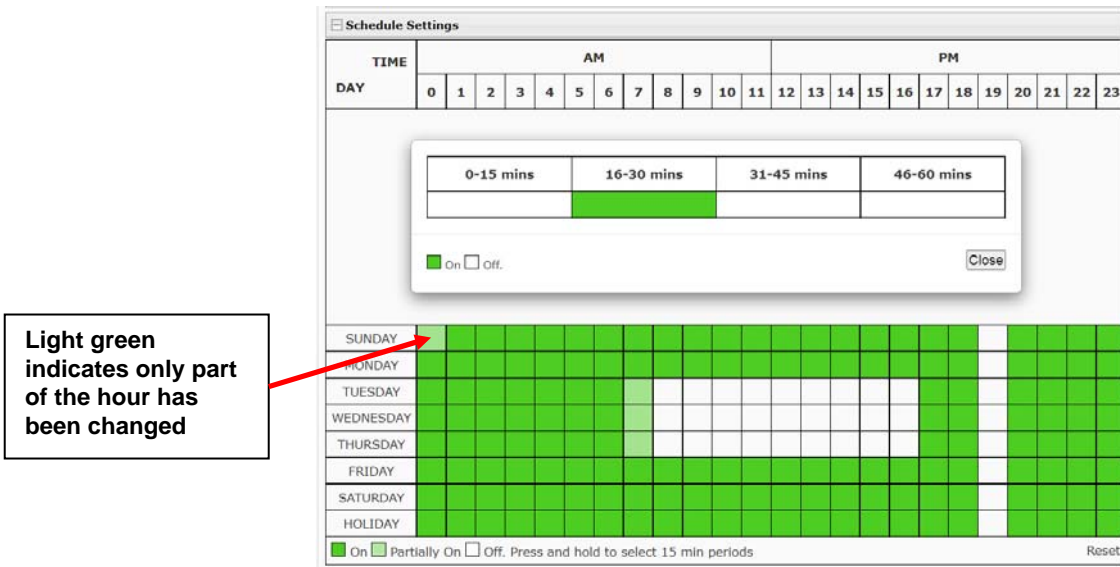 Schedule Settings
TIME AM PM
DAY 0 1 2 3 4 5 6 7 8 9 10 11 12 13 14 15 16 17 18 19 20 21 22 23
0-15 mins 16-30 mins 31-45 mins 46-60 mins
On Off. Close
Light green
indicates only part
of the hour has
been changed
SUNDAY
MONDAY
TUESDAY
WEDNESDAY
THURSDAY
FRIDAY
SATURDAY
HOLIDAY
On Partially On Off. Press and hold to select 15 min periods Reset